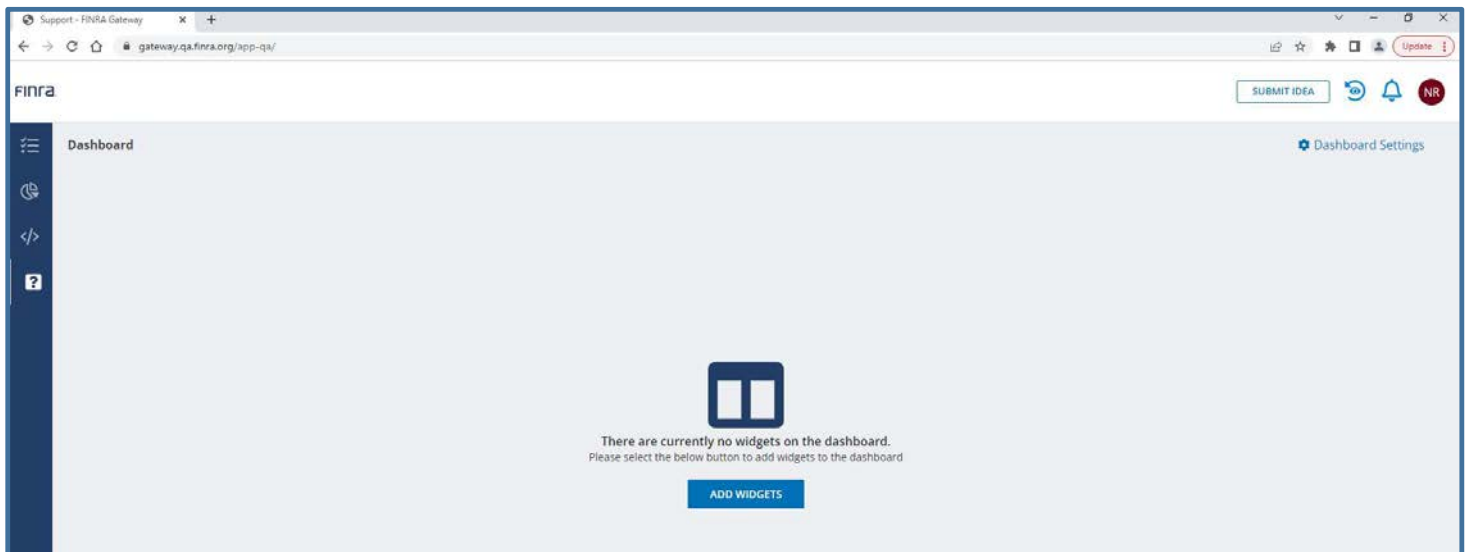 Support - FINRA Gateway
gateway.qa.finra.org/app-qa/
Update
FINra
SUBMIT IDEA
NR
Dashboard
Dashboard Settings
</>
?
There are currently no widgets on the dashboard.
Please select the below button to add widgets to the dashboard
ADD WIDGETS